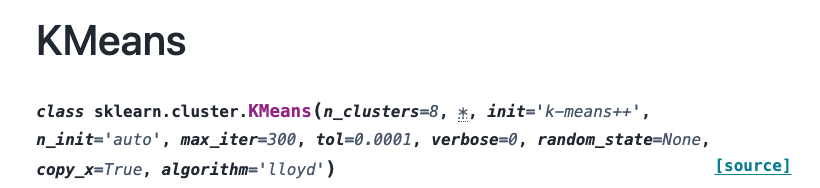 KMeans
class sklearn.cluster.KMeans(n_clusters=8, *, init='k-means++',
n_init='auto', max_iter=300, tol=0.0001, verbose=0, random_state=None,
copy_x=True, algorithm='lloyd') [source]